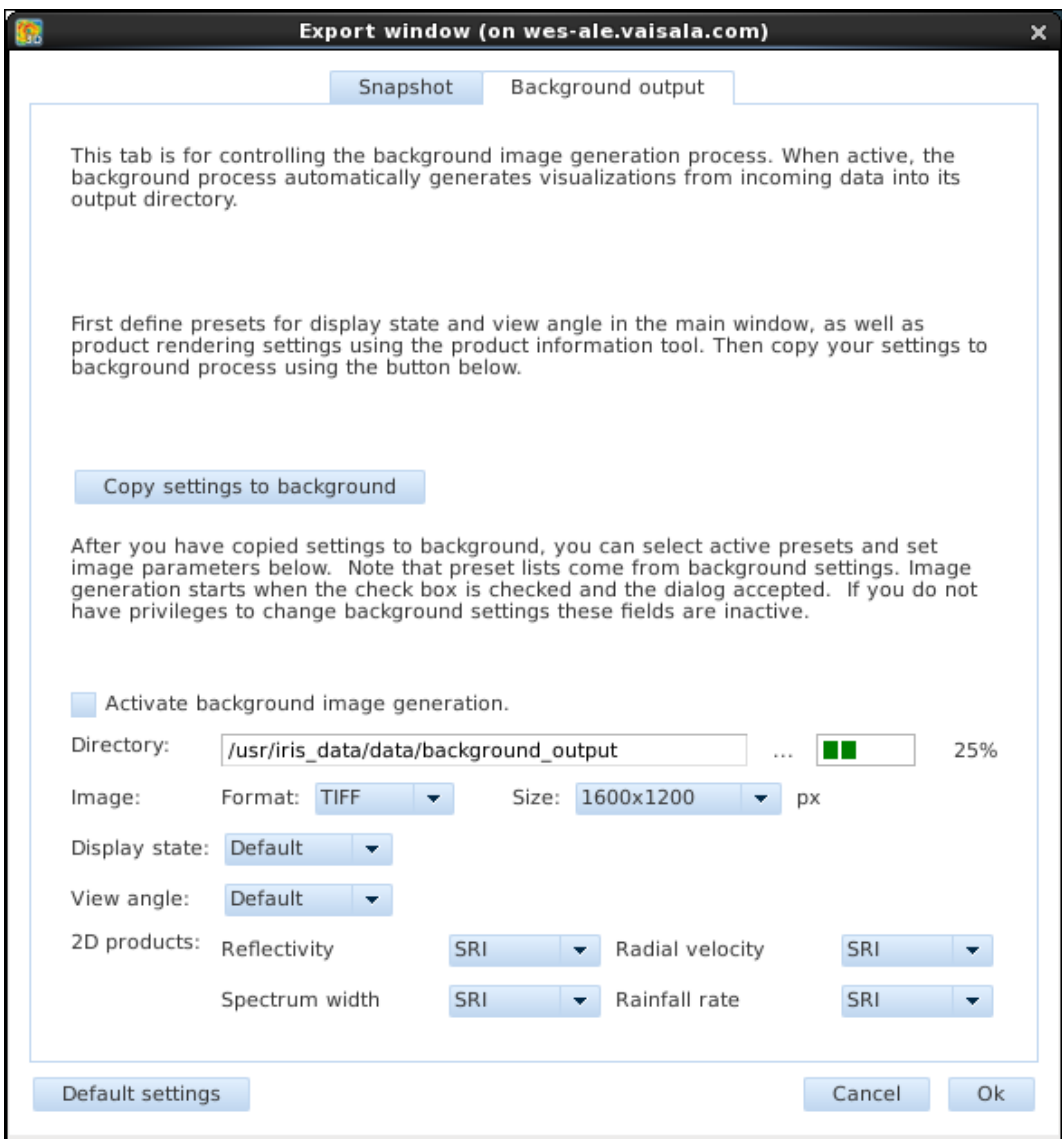 Export window (on wes-ale.vaisala.com)
Snapshot Background output
This tab is for controlling the background image generation process. When active, the
background process automatically generates visualizations from incoming data into its
output directory.
First define presets for display state and view angle in the main window, as well as
product rendering settings using the product information tool. Then copy your settings to
background process using the button below.
Copy settings to background
After you have copied settings to background, you can select active presets and set
image parameters below.  Note that preset lists come from background settings. Image
generation starts when the check box is checked and the dialog accepted.  If you do not
have privileges to change background settings these fields are inactive.
Activate background image generation.
Directory: /usr/iris_data/data/background_output ... 25%
Image: Format: TIFF Size: 1600x1200 px
Display state: Default
View angle: Default
2D products: Reflectivity SRI Radial velocity SRI
Spectrum width SRI Rainfall rate SRI
Default settings Cancel Ok